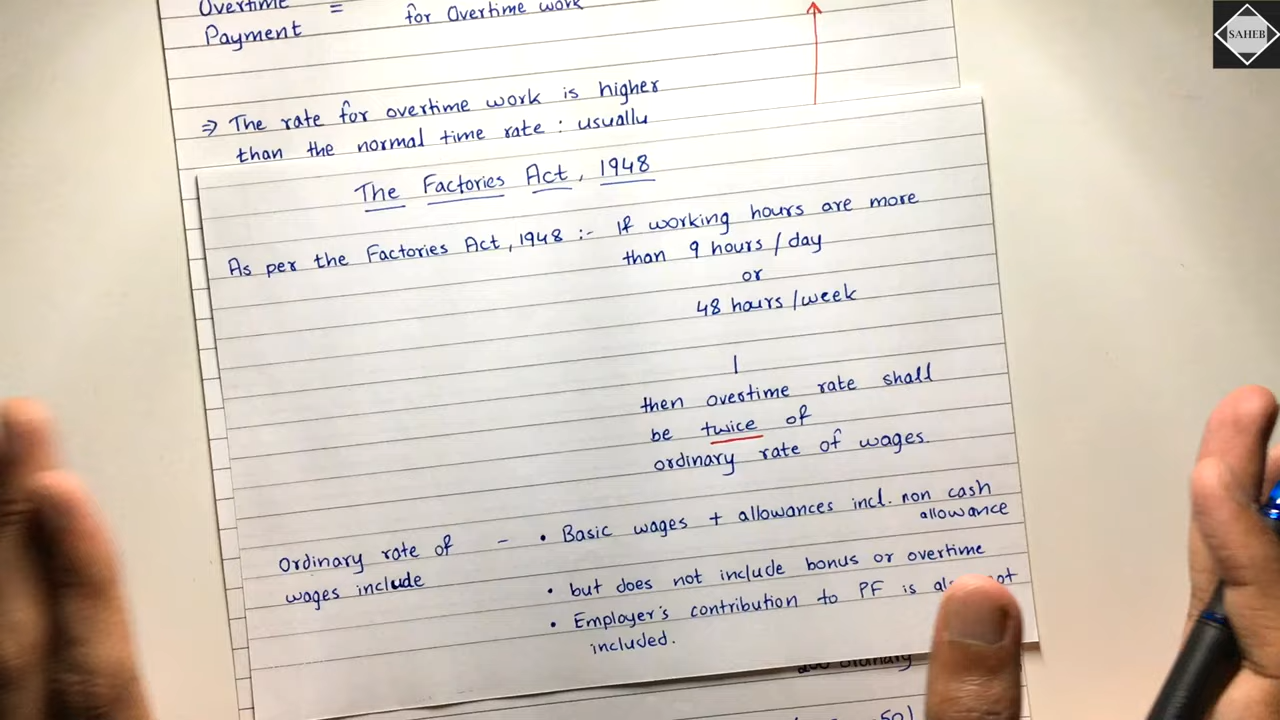 Overtime = for Overtime work
Payment
⇒ The rate for overtime work is higher
than the normal time rate : usually
The Factories Act, 1948
As per the Factories Act, 1948 :- If working hours are more
than 9 hours / day
or
48 hours / week
then overtime rate shall
be twice of
ordinary rate of wages.
Ordinary rate of wages include - • Basic wages + allowances incl. non cash
allowance
• but does not include bonus or overtime
• Employer's contribution to PF is
included.
ordinary
50)
SAHEB